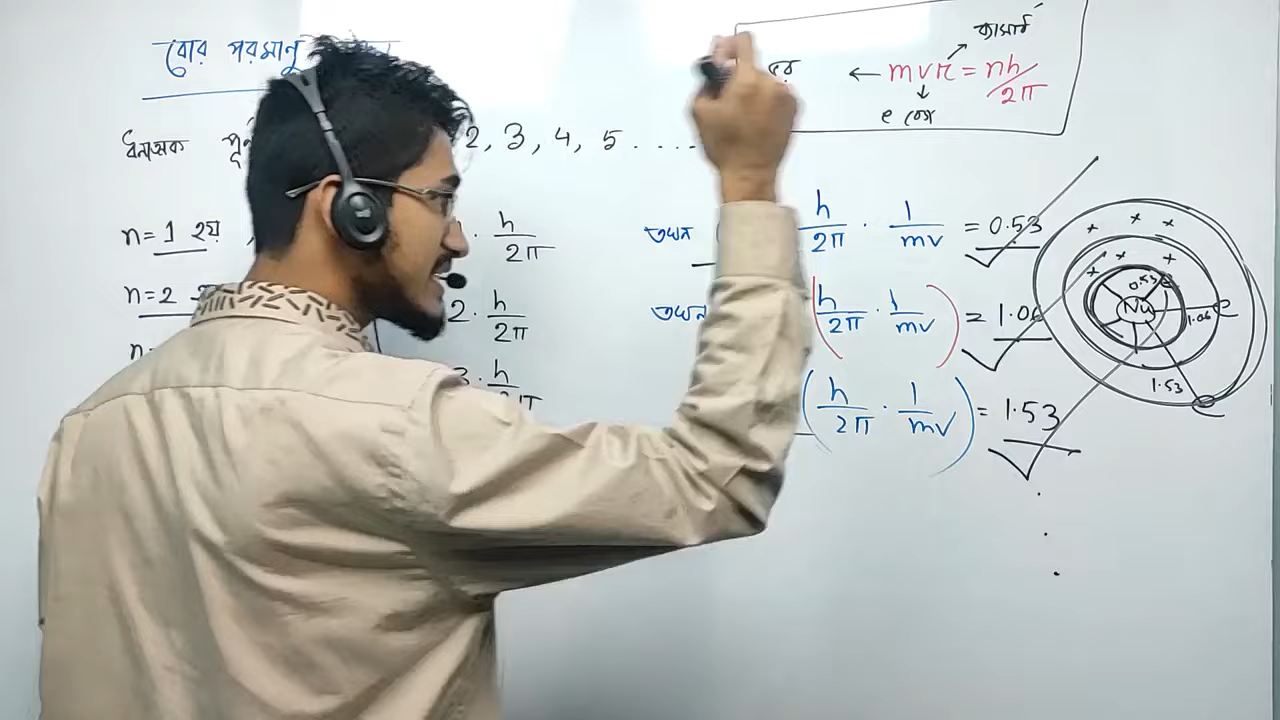 বোর পরমানু
ব্যাসার্ধ
← mvr = nh/2π
e বেগ
ধনাত্মক পূর্ণ 2, 3, 4, 5 ....
n = 1 হয়, · h/2π তখন h/2π · 1/mv = 0.53
n = 2 2 · h/2π তখন (h/2π · 1/mv) = 1.06
3 · h/2π (h/2π · 1/mv) = 1.53
+ + +
+ + +
0.53 e
Nu 1.06 e
1.53
e